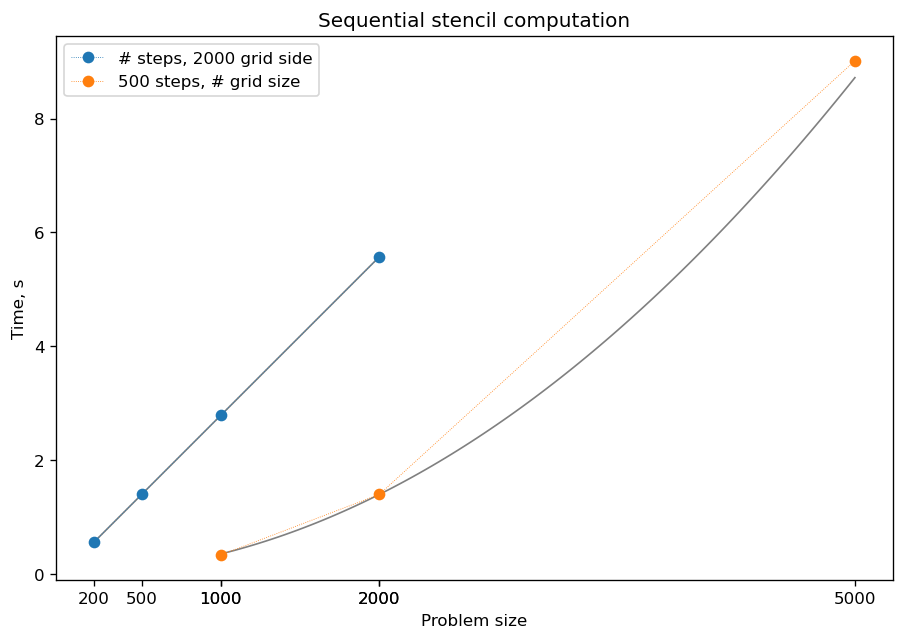 Sequential stencil computation
# steps, 2000 grid side
500 steps, # grid size
Time, s
8
6
4
2
0
200 500 1000 2000 5000
Problem size